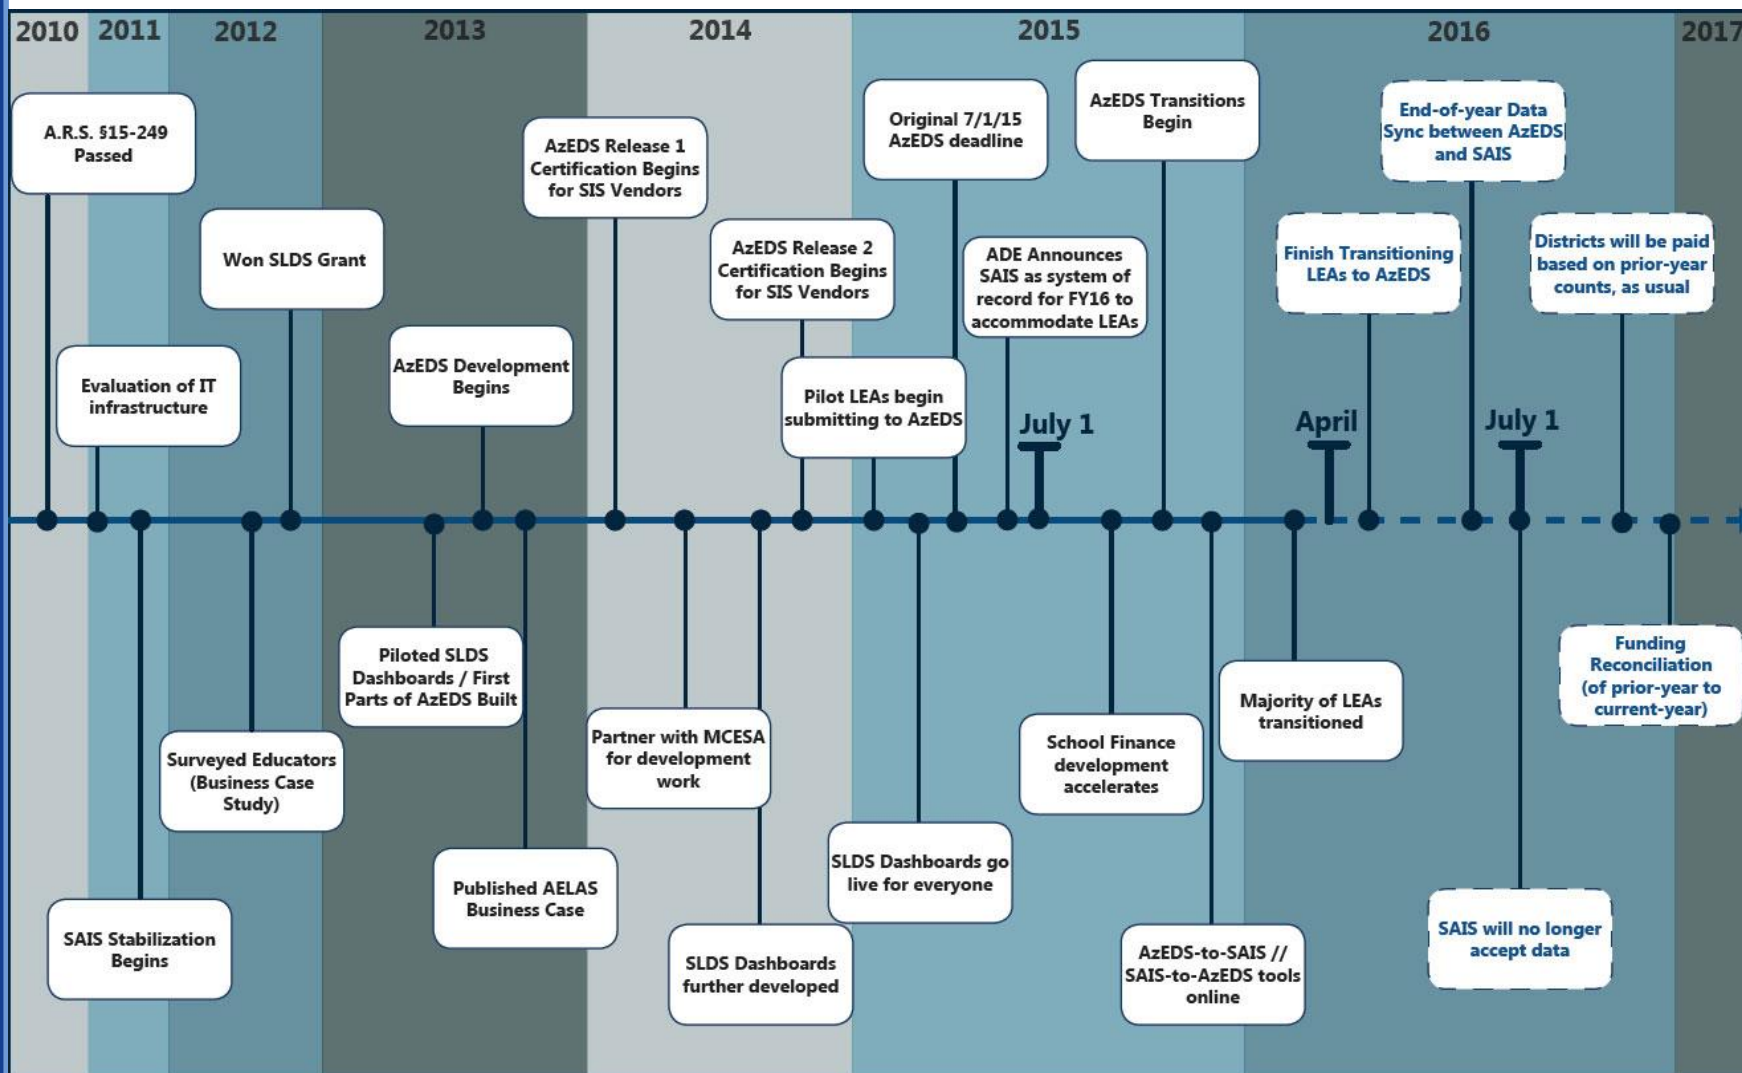 2010
2011
2012
2013
2014
2015
2016
2017
A.R.S. §15-249
Passed
Evaluation of IT
infrastructure
SAIS Stabilization
Begins
Surveyed Educators
(Business Case
Study)
Won SLDS Grant
Piloted SLDS
Dashboards / First
Parts of AzEDS Built
AzEDS Development
Begins
Published AELAS
Business Case
AzEDS Release 1
Certification Begins
for SIS Vendors
Partner with MCESA
for development
work
SLDS Dashboards
further developed
AzEDS Release 2
Certification Begins
for SIS Vendors
Pilot LEAs begin
submitting to AzEDS
SLDS Dashboards go
live for everyone
Original 7/1/15
AzEDS deadline
ADE Announces
SAIS as system of
record for FY16 to
accommodate LEAs
July 1
School Finance
development
accelerates
AzEDS Transitions
Begin
AzEDS-to-SAIS //
SAIS-to-AzEDS tools
online
Majority of LEAs
transitioned
April
Finish Transitioning
LEAs to AzEDS
End-of-year Data
Sync between AzEDS
and SAIS
July 1
SAIS will no longer
accept data
Districts will be paid
based on prior-year
counts, as usual
Funding
Reconciliation
(of prior-year to
current-year)